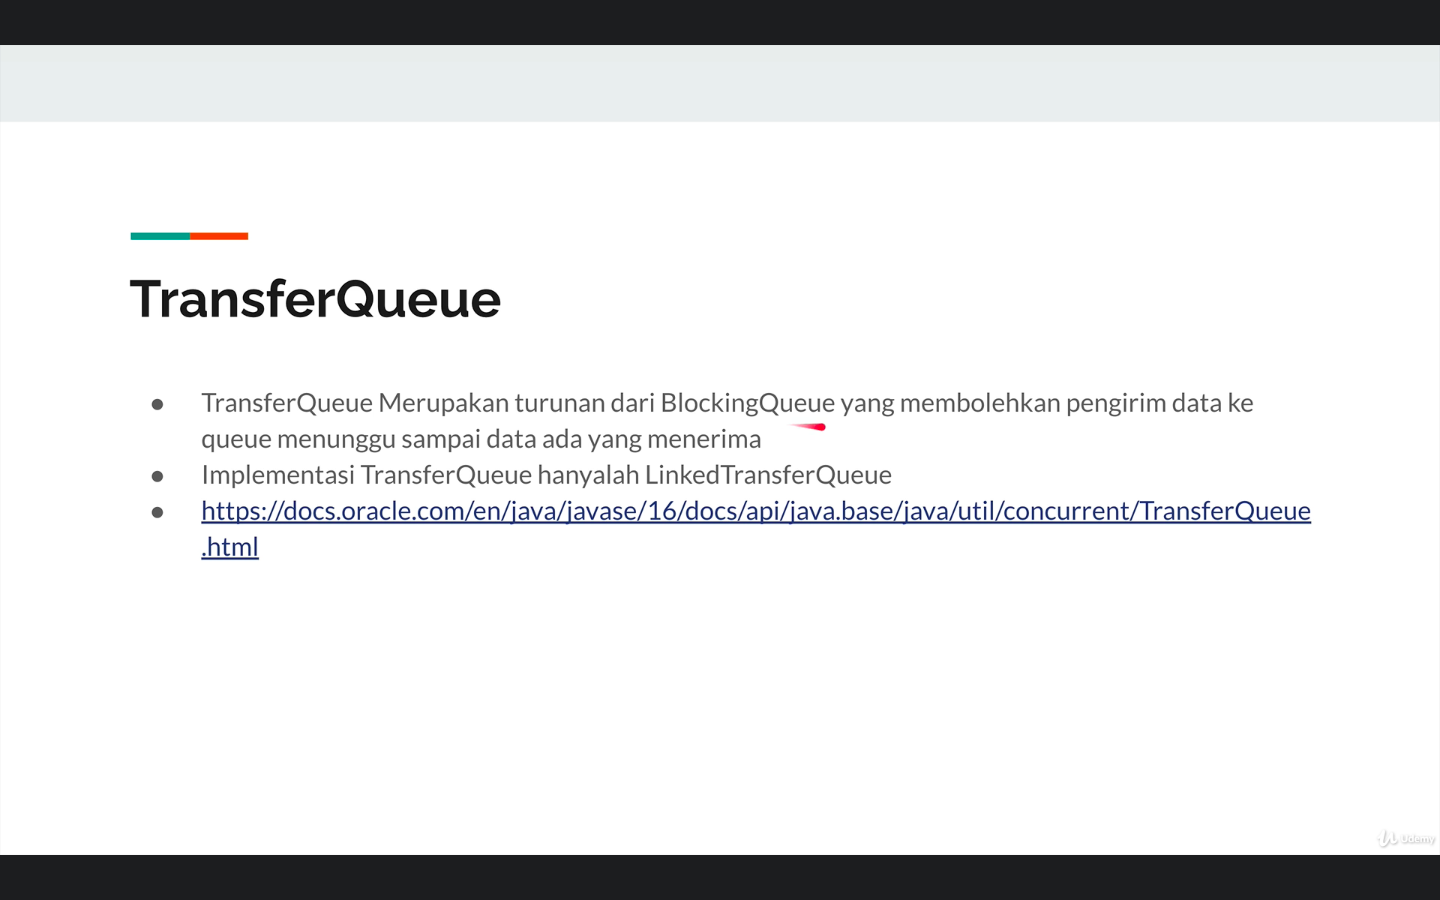 TransferQueue
● TransferQueue Merupakan turunan dari BlockingQueue yang membolehkan pengirim data ke
queue menunggu sampai data ada yang menerima
● Implementasi TransferQueue hanyalah LinkedTransferQueue
● https://docs.oracle.com/en/java/javase/16/docs/api/java.base/java/util/concurrent/TransferQueue
.html
Udemy